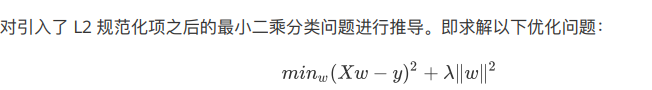 对引入了 L2 规范化项之后的最小二乘分类问题进行推导。即求解以下优化问题：
min_w(Xw − y)² + λ‖w‖²